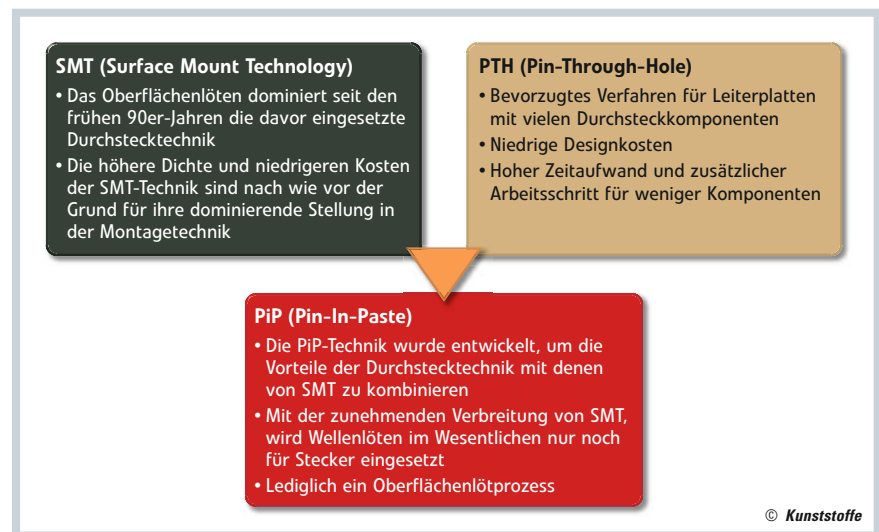 SMT (Surface Mount Technology)
• Das Oberflächenlöten dominiert seit den
frühen 90er-Jahren die davor eingesetzte
Durchstecktechnik
• Die höhere Dichte und niedrigeren Kosten
der SMT-Technik sind nach wie vor der
Grund für ihre dominierende Stellung in
der Montagetechnik
PTH (Pin-Through-Hole)
• Bevorzugtes Verfahren für Leiterplatten
mit vielen Durchsteckkomponenten
• Niedrige Designkosten
• Hoher Zeitaufwand und zusätzlicher
Arbeitsschritt für weniger Komponenten
PiP (Pin-In-Paste)
• Die PiP-Technik wurde entwickelt, um die
Vorteile der Durchstecktechnik mit denen
von SMT zu kombinieren
• Mit der zunehmenden Verbreitung von SMT,
wird Wellenlöten im Wesentlichen nur noch
für Stecker eingesetzt
• Lediglich ein Oberflächenlötprozess
© Kunststoffe